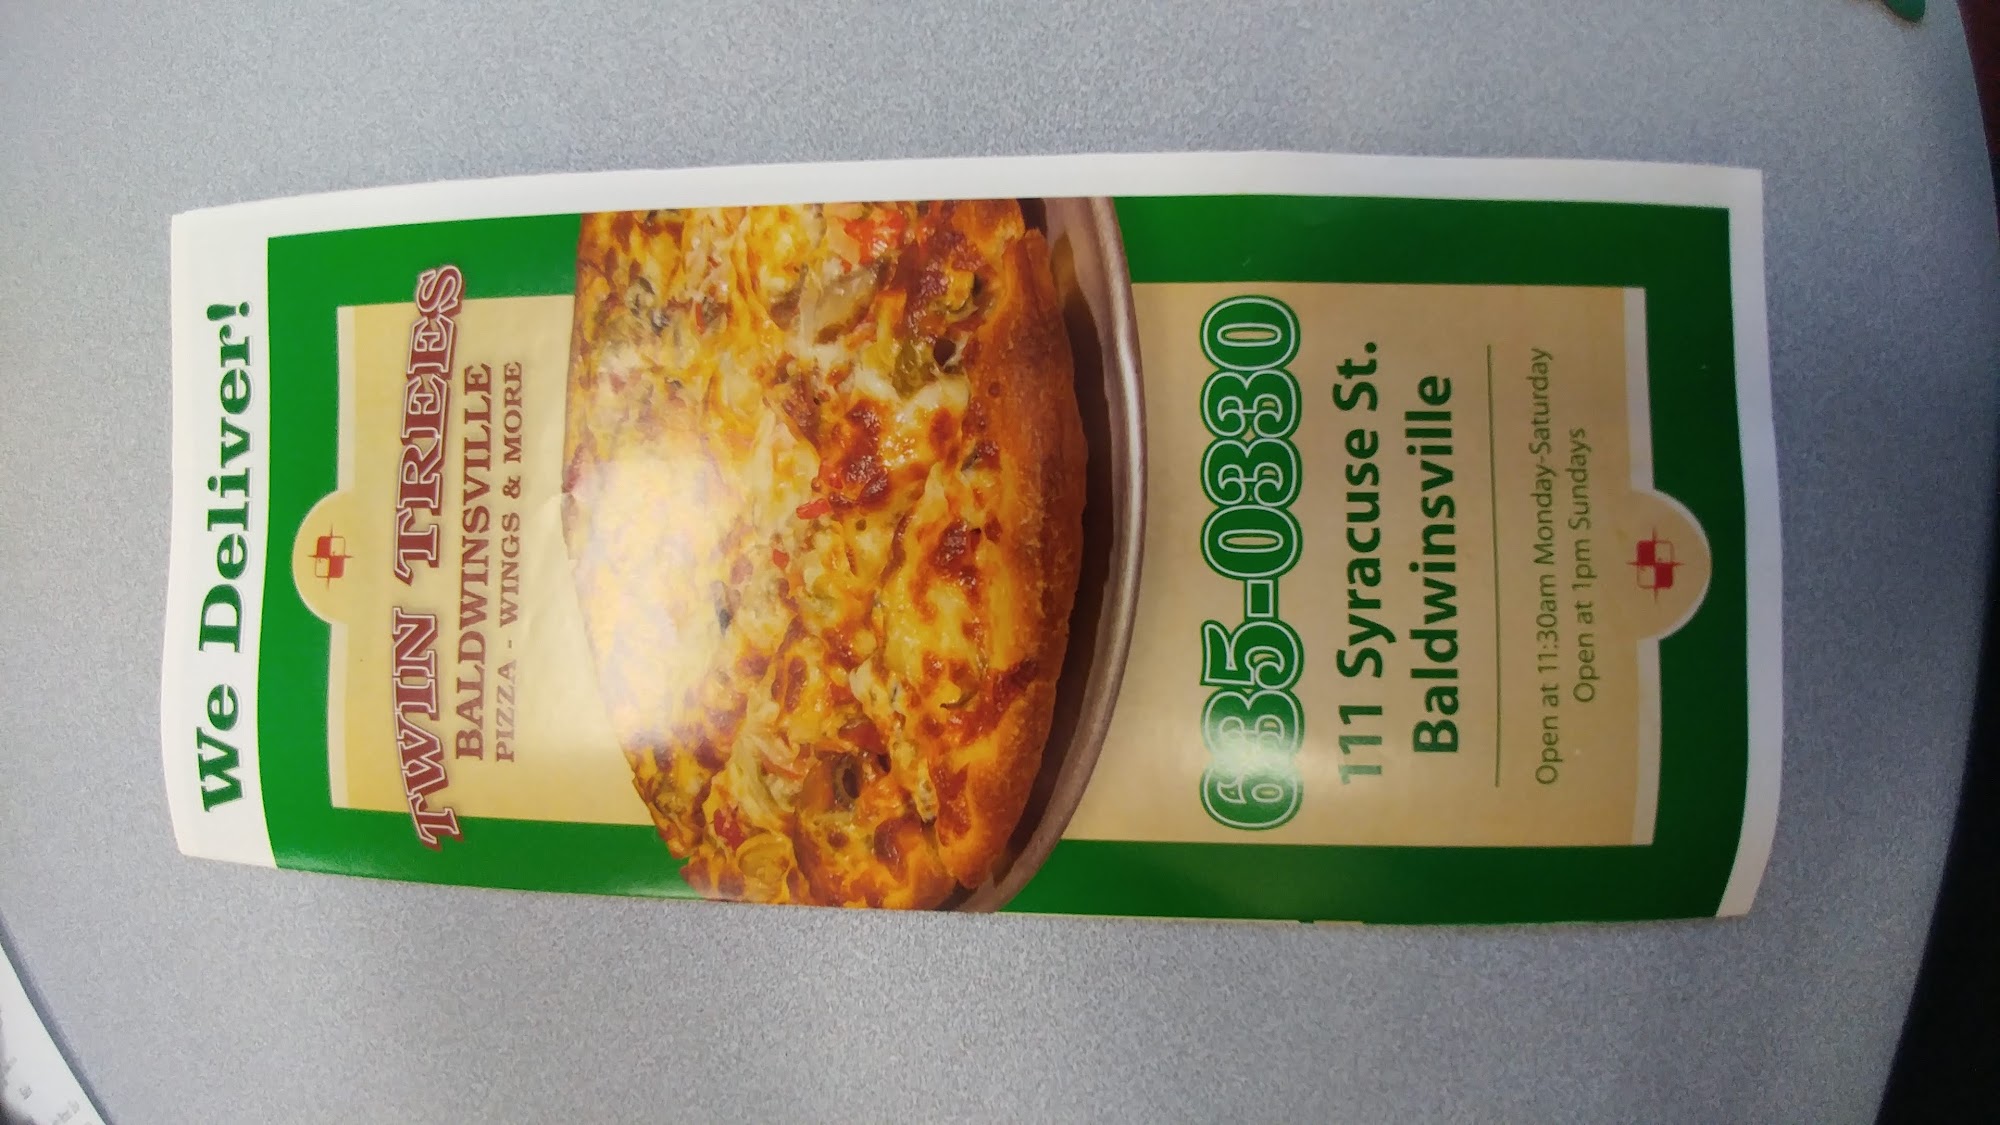 We Deliver!
TWIN TREES
BALDWINSVILLE
PIZZA - WINGS & MORE
635-0330
111 Syracuse St.
Baldwinsville
Open at 11:30am Monday-Saturday
Open at 1pm Sundays